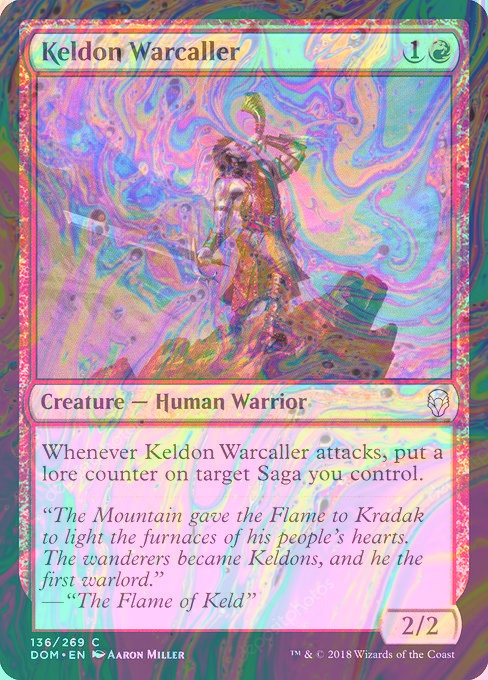 Keldon Warcaller 1
Creature — Human Warrior
Whenever Keldon Warcaller attacks, put a
lore counter on target Saga you control.
“The Mountain gave the Flame to Kradak
to light the furnaces of his people’s hearts.
The wanderers became Keldons, and he the
first warlord.”
—“The Flame of Keld”
2/2
136/269 C
DOM • EN Aaron Miller ™ & © 2018 Wizards of the Coast